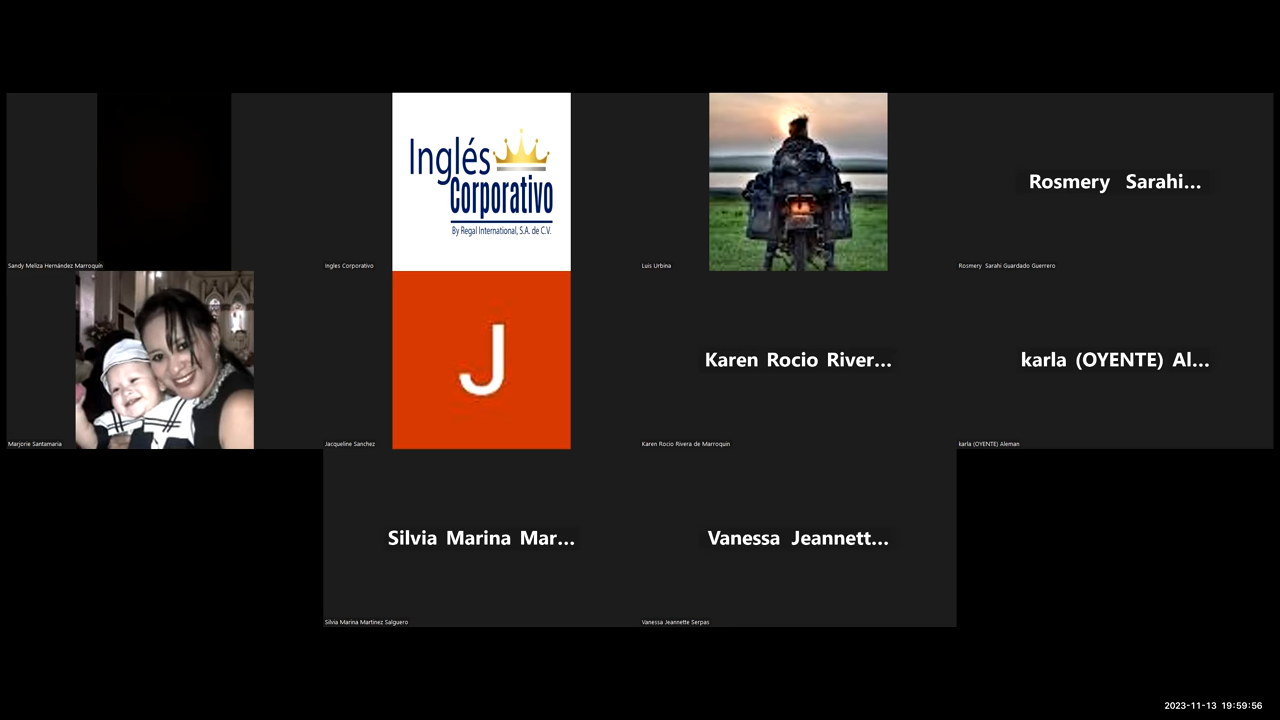 Inglés
Corporativo
By Regal International, S.A. de C.V.
Rosmery Sarahi...
Sandy Meliza Hernández Marroquín
Ingles Corporativo
Luis Urbina
Rosmery Sarahi Guardado Guerrero
J
Karen Rocio River...
karla (OYENTE) Al...
Marjorie Santamaria
Jacqueline Sanchez
Karen Rocio Rivera de Marroquin
karla (OYENTE) Aleman
Silvia Marina Mar...
Vanessa Jeannett...
Silvia Marina Martinez Salguero
Vanessa Jeannette Serpas
2023-11-13 19:59:56